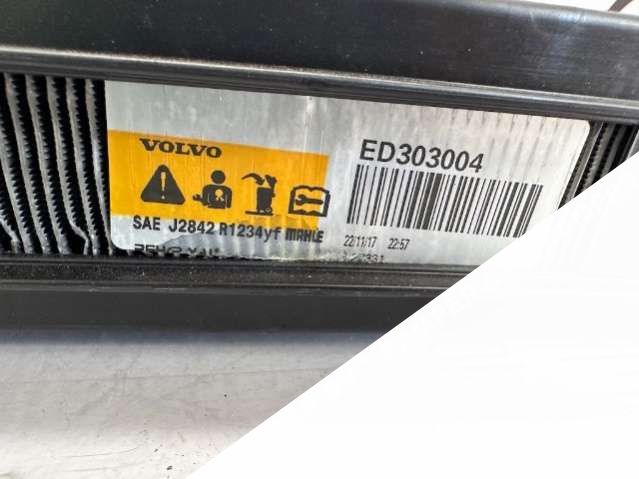 VOLVO
ED303004
SAE J2842 R1234yf MAHLE
22/11/17 22:57